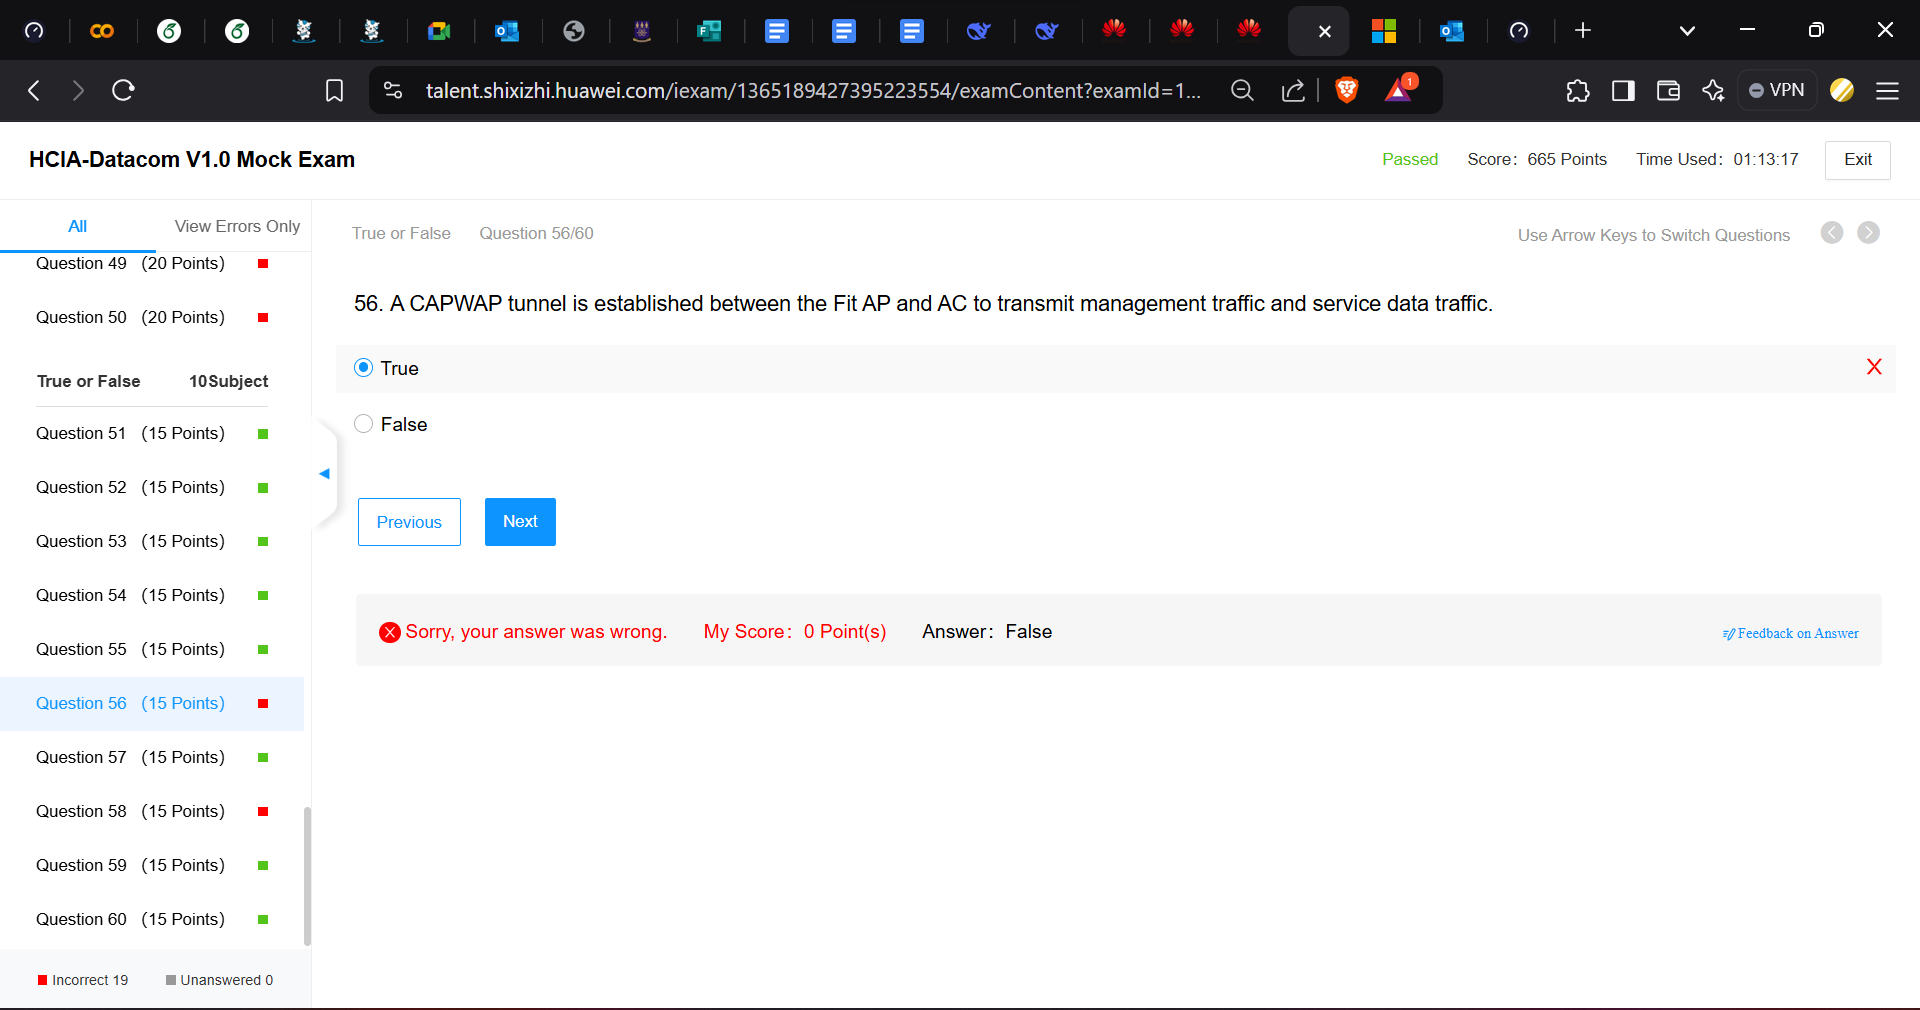 1
talent.shixizhi.huawei.com/iexam/1365189427395223554/examContent?examId=1...
VPN
HCIA-Datacom V1.0 Mock Exam
Passed
Score: 665 Points
Time Used: 01:13:17
Exit
All
View Errors Only
True or False
Question 56/60
Use Arrow Keys to Switch Questions
Question 49 (20 Points)
Question 50 (20 Points)
True or False 10Subject
Question 51 (15 Points)
Question 52 (15 Points)
Question 53 (15 Points)
Question 54 (15 Points)
Question 55 (15 Points)
Question 56 (15 Points)
Question 57 (15 Points)
Question 58 (15 Points)
Question 59 (15 Points)
Question 60 (15 Points)
Incorrect 19
Unanswered 0
56. A CAPWAP tunnel is established between the Fit AP and AC to transmit management traffic and service data traffic.
True
False
Previous
Next
Sorry, your answer was wrong.
My Score: 0 Point(s)
Answer: False
Feedback on Answer